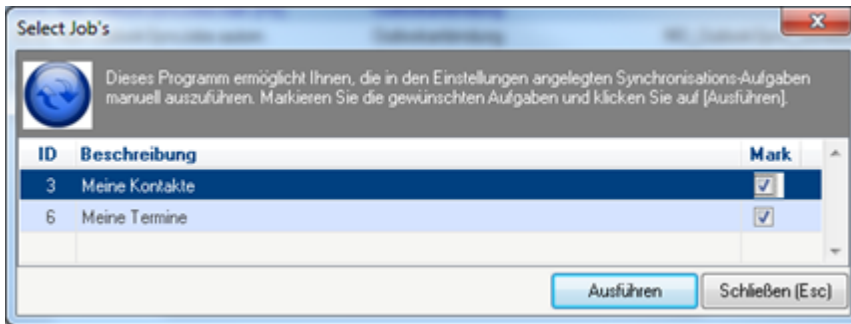 Select Job's
Dieses Programm ermöglicht Ihnen, die in den Einstellungen angelegten Synchronisations-Aufgaben
manuell auszuführen. Markieren Sie die gewünschten Aufgaben und klicken Sie auf [Ausführen].
ID Beschreibung Mark
3 Meine Kontakte
6 Meine Termine
Ausführen Schließen (Esc)